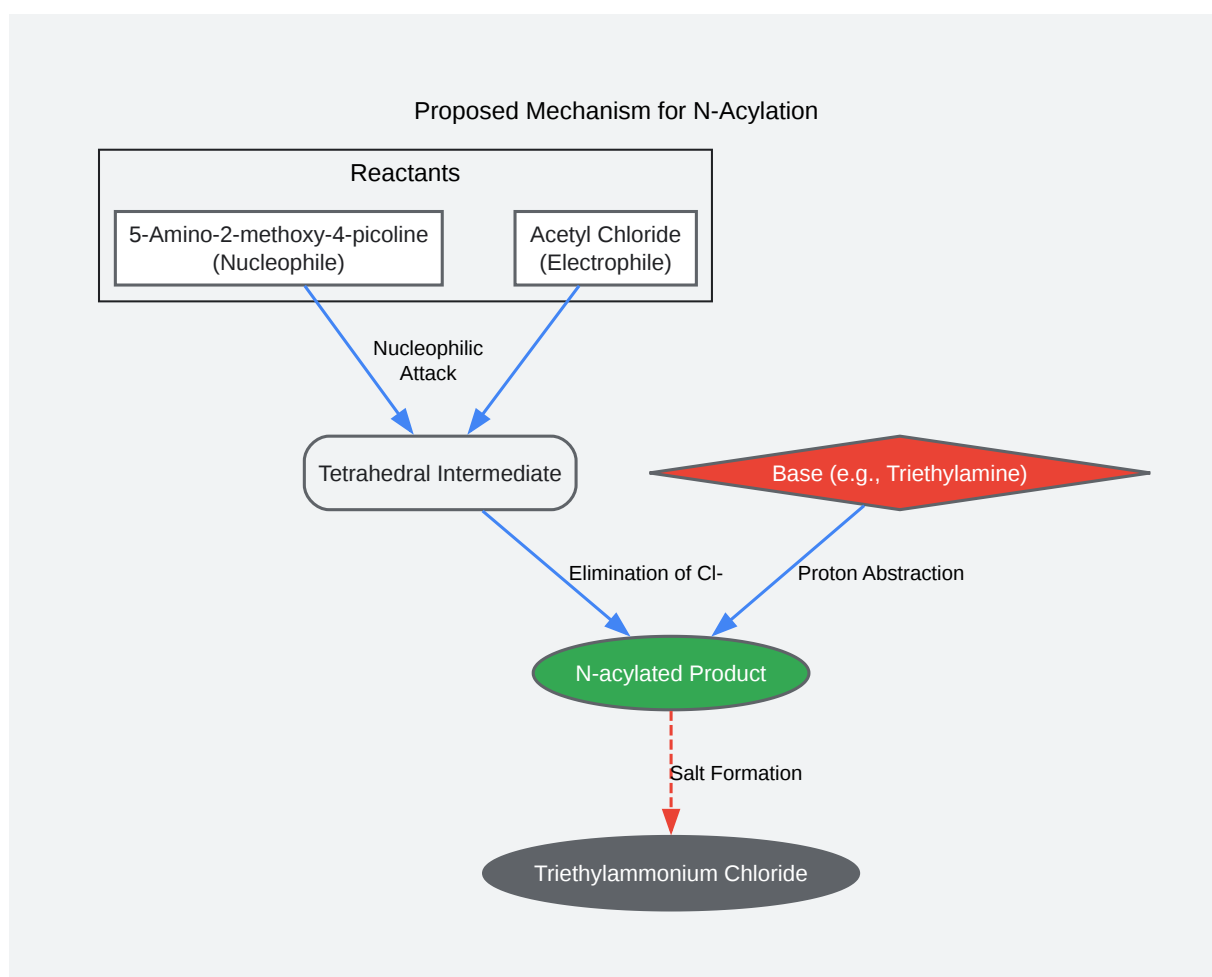 Proposed Mechanism for N-Acylation
Reactants
5-Amino-2-methoxy-4-picoline
(Nucleophile)
Acetyl Chloride
(Electrophile)
Nucleophilic
Attack
Tetrahedral Intermediate
Base (e.g., Triethylamine)
Elimination of Cl-
Proton Abstraction
N-acylated Product
Salt Formation
Triethylammonium Chloride